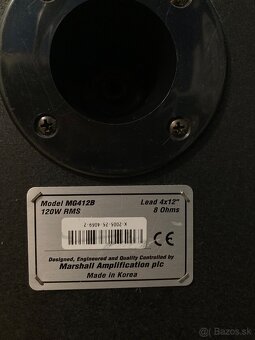 Model MG412B Lead 4x12"
120W RMS 8 Ohms
Designed, Engineered and Quality Controlled by
Marshall Amplification plc
Made in Korea
CE
Bazos.sk